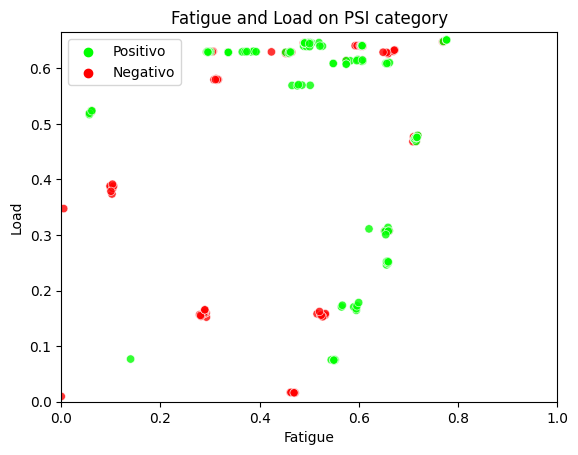 Fatigue and Load on PSI category
Positivo
Negativo
Load
0.6
0.5
0.4
0.3
0.2
0.1
0.0
0.0 0.2 0.4 0.6 0.8 1.0
Fatigue